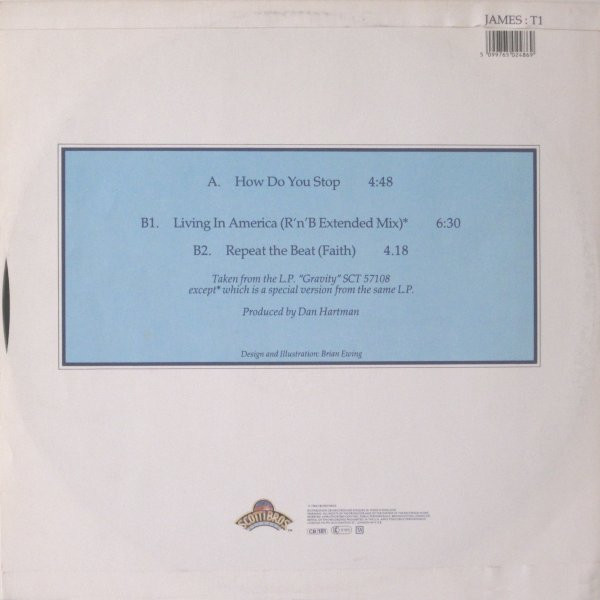 JAMES : T1
5 099765 024869
A. How Do You Stop 4:48
B1. Living In America (R'n'B Extended Mix)* 6:30
B2. Repeat the Beat (Faith) 4.18
Taken from the L.P. "Gravity" SCT 57108
except* which is a special version from the same L.P.
Produced by Dan Hartman
Design and Illustration: Brian Ewing
SCOTTI BROS